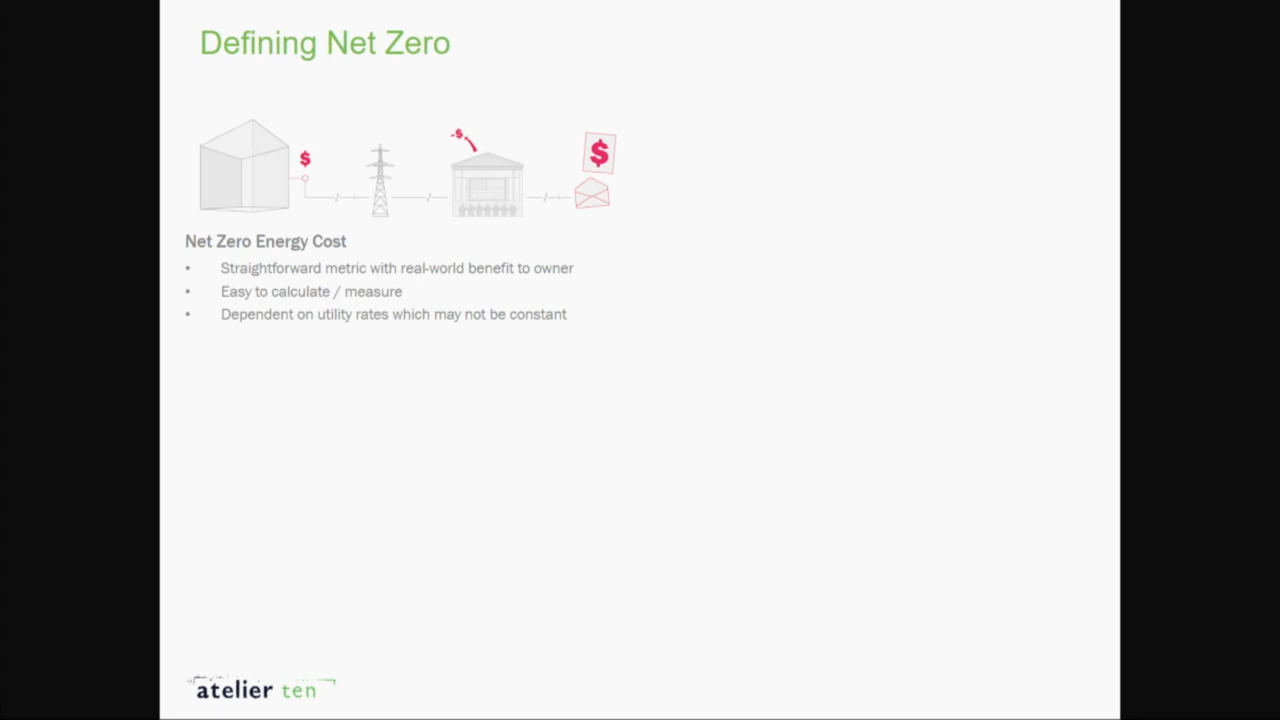 Defining Net Zero
$
-$
$
Net Zero Energy Cost
• Straightforward metric with real-world benefit to owner
• Easy to calculate / measure
• Dependent on utility rates which may not be constant
atelier ten